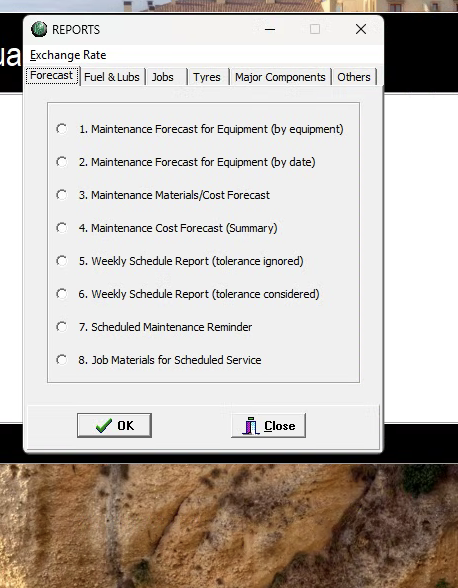 REPORTS
Exchange Rate
ua
Forecast Fuel & Lubs Jobs Tyres Major Components Others
1. Maintenance Forecast for Equipment (by equipment)
2. Maintenance Forecast for Equipment (by date)
3. Maintenance Materials/Cost Forecast
4. Maintenance Cost Forecast (Summary)
5. Weekly Schedule Report (tolerance ignored)
6. Weekly Schedule Report (tolerance considered)
7. Scheduled Maintenance Reminder
8. Job Materials for Scheduled Service
OK Close